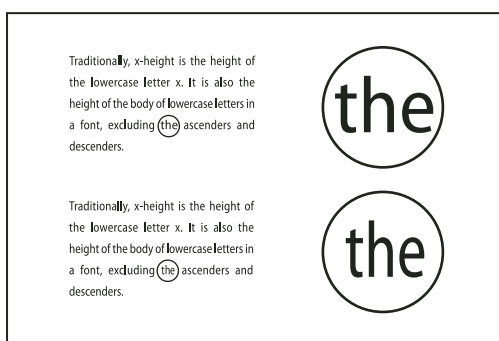 Traditionally, x-height is the height of
the lowercase letter x. It is also the
height of the body of lowercase letters in
a font, excluding the ascenders and
descenders.
the
Traditionally, x-height is the height of
the lowercase letter x. It is also the
height of the body of lowercase letters in
a font, excluding the ascenders and
descenders.
the